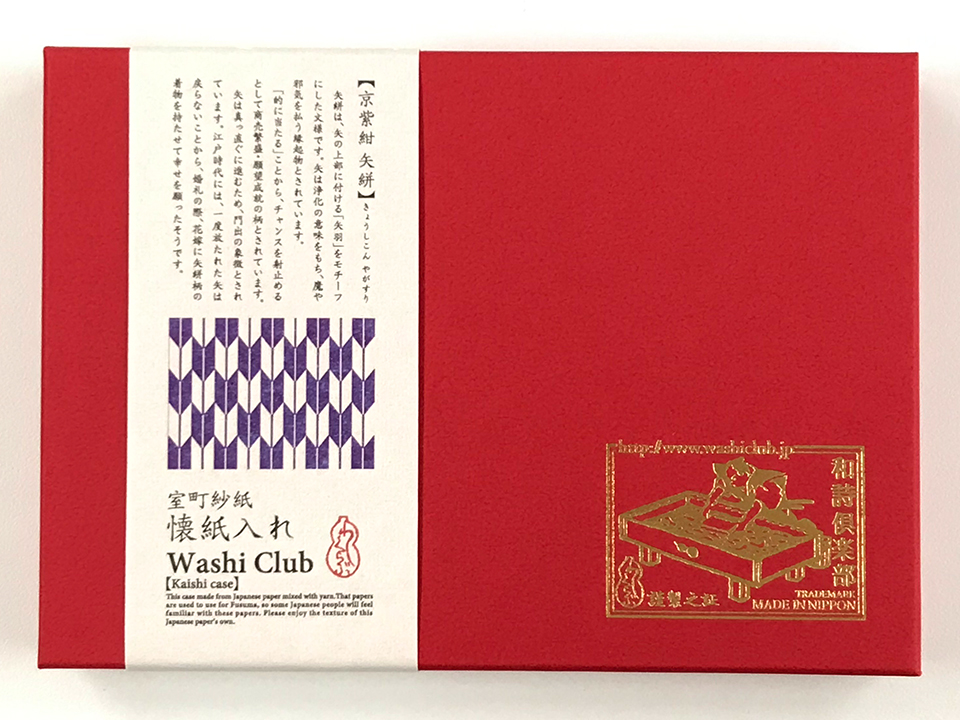 【京紫紺 矢絣】きょうしこん やがすり
矢絣は、矢の上部に付ける「矢羽」をモチーフ
にした文様です。矢は浄化の意味をもち、魔や
邪気を払う縁起物とされています。
「的に当たる」ことから、チャンスを射止める
として商売繁盛・願望成就の柄とされています。
矢は真っ直ぐに進むため、門出の象徴とされ
ています。江戸時代には、一度放たれた矢は
戻らないことから、婚礼の際、花嫁に矢絣柄の
着物を持たせて幸せを願ったそうです。
室町紗紙
懐紙入れ
Washi Club
【Kaishi case】
This case made from Japanese paper mixed with yarn.That papers
are used to use for Fusuma, so some Japanese people will feel
familiar with these papers. Please enjoy the texture of this
Japanese paper's own.
わくらぶ
http://www.washiclub.jp
和詩倶楽部
謹製之証
TRADEMARK
MADE IN NIPPON